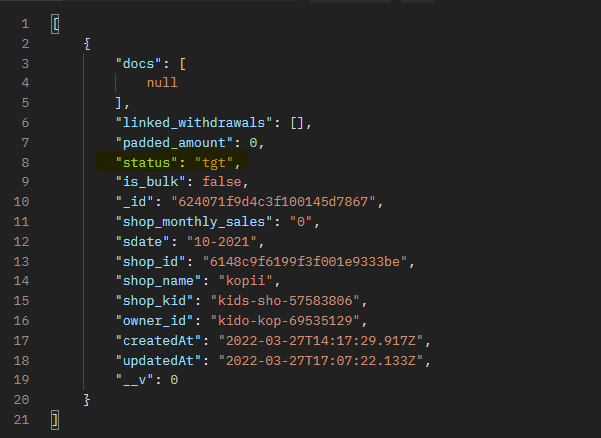 1 [
2 {
3 "docs": [
4 null
5 ],
6 "linked_withdrawals": [],
7 "padded_amount": 0,
8 "status": "tgt",
9 "is_bulk": false,
10 "_id": "624071f9d4c3f100145d7867",
11 "shop_monthly_sales": "0",
12 "sdate": "10-2021",
13 "shop_id": "6148c9f6199f3f001e9333be",
14 "shop_name": "kopii",
15 "shop_kid": "kids-sho-57583806",
16 "owner_id": "kido-kop-69535129",
17 "createdAt": "2022-03-27T14:17:29.917Z",
18 "updatedAt": "2022-03-27T17:07:22.133Z",
19 "__v": 0
20 }
21 ]